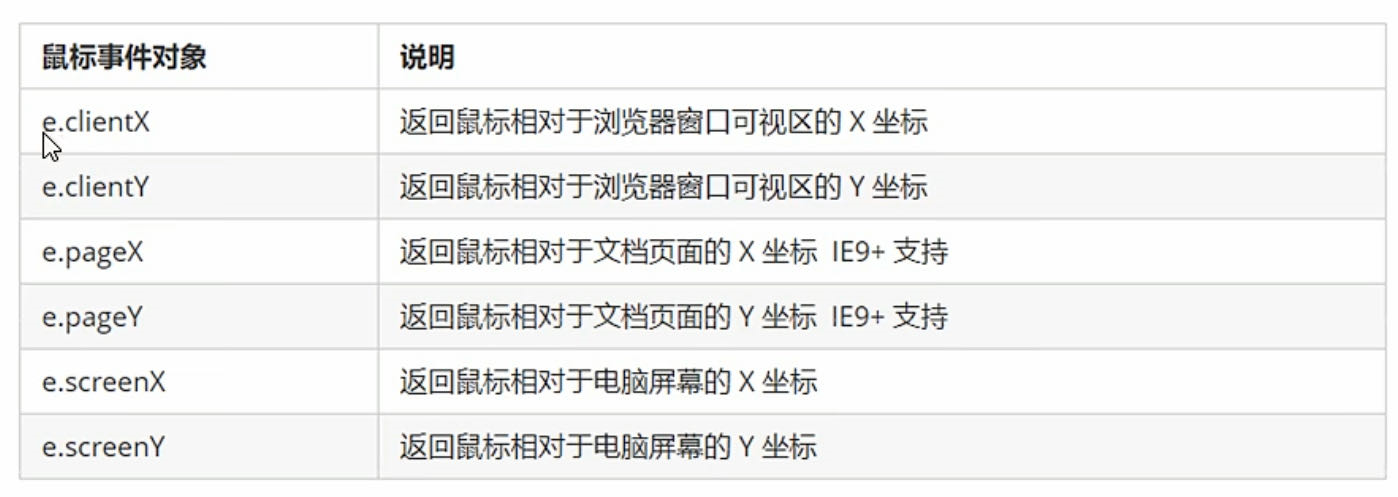 鼠标事件对象 说明
e.clientX 返回鼠标相对于浏览器窗口可视区的 X 坐标
e.clientY 返回鼠标相对于浏览器窗口可视区的 Y 坐标
e.pageX 返回鼠标相对于文档页面的 X 坐标 IE9+ 支持
e.pageY 返回鼠标相对于文档页面的 Y 坐标 IE9+ 支持
e.screenX 返回鼠标相对于电脑屏幕的 X 坐标
e.screenY 返回鼠标相对于电脑屏幕的 Y 坐标